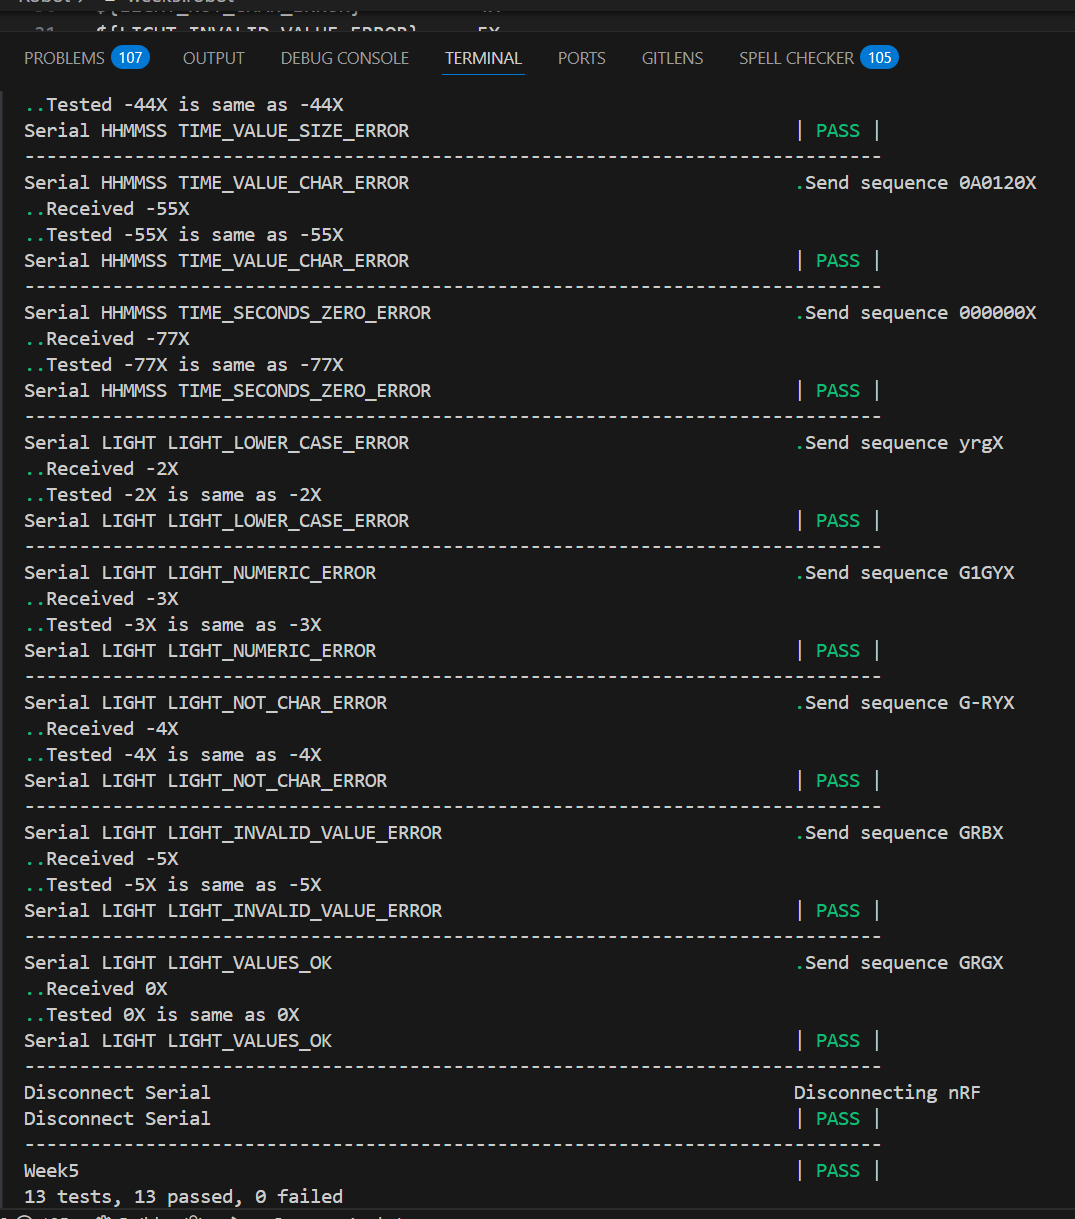 31 ${LIGHT_INVALID_VALUE_ERROR} 5X
PROBLEMS 107 OUTPUT DEBUG CONSOLE TERMINAL PORTS GITLENS SPELL CHECKER 105
..Tested -44X is same as -44X
Serial HHMMSS TIME_VALUE_SIZE_ERROR | PASS |
------------------------------------------------------------------------------
Serial HHMMSS TIME_VALUE_CHAR_ERROR .Send sequence 0A0120X
..Received -55X
..Tested -55X is same as -55X
Serial HHMMSS TIME_VALUE_CHAR_ERROR | PASS |
------------------------------------------------------------------------------
Serial HHMMSS TIME_SECONDS_ZERO_ERROR .Send sequence 000000X
..Received -77X
..Tested -77X is same as -77X
Serial HHMMSS TIME_SECONDS_ZERO_ERROR | PASS |
------------------------------------------------------------------------------
Serial LIGHT LIGHT_LOWER_CASE_ERROR .Send sequence yrgX
..Received -2X
..Tested -2X is same as -2X
Serial LIGHT LIGHT_LOWER_CASE_ERROR | PASS |
------------------------------------------------------------------------------
Serial LIGHT LIGHT_NUMERIC_ERROR .Send sequence G1GYX
..Received -3X
..Tested -3X is same as -3X
Serial LIGHT LIGHT_NUMERIC_ERROR | PASS |
------------------------------------------------------------------------------
Serial LIGHT LIGHT_NOT_CHAR_ERROR .Send sequence G-RYX
..Received -4X
..Tested -4X is same as -4X
Serial LIGHT LIGHT_NOT_CHAR_ERROR | PASS |
------------------------------------------------------------------------------
Serial LIGHT LIGHT_INVALID_VALUE_ERROR .Send sequence GRBX
..Received -5X
..Tested -5X is same as -5X
Serial LIGHT LIGHT_INVALID_VALUE_ERROR | PASS |
------------------------------------------------------------------------------
Serial LIGHT LIGHT_VALUES_OK .Send sequence GRGX
..Received 0X
..Tested 0X is same as 0X
Serial LIGHT LIGHT_VALUES_OK | PASS |
------------------------------------------------------------------------------
Disconnect Serial Disconnecting nRF
Disconnect Serial | PASS |
------------------------------------------------------------------------------
Week5 | PASS |
13 tests, 13 passed, 0 failed